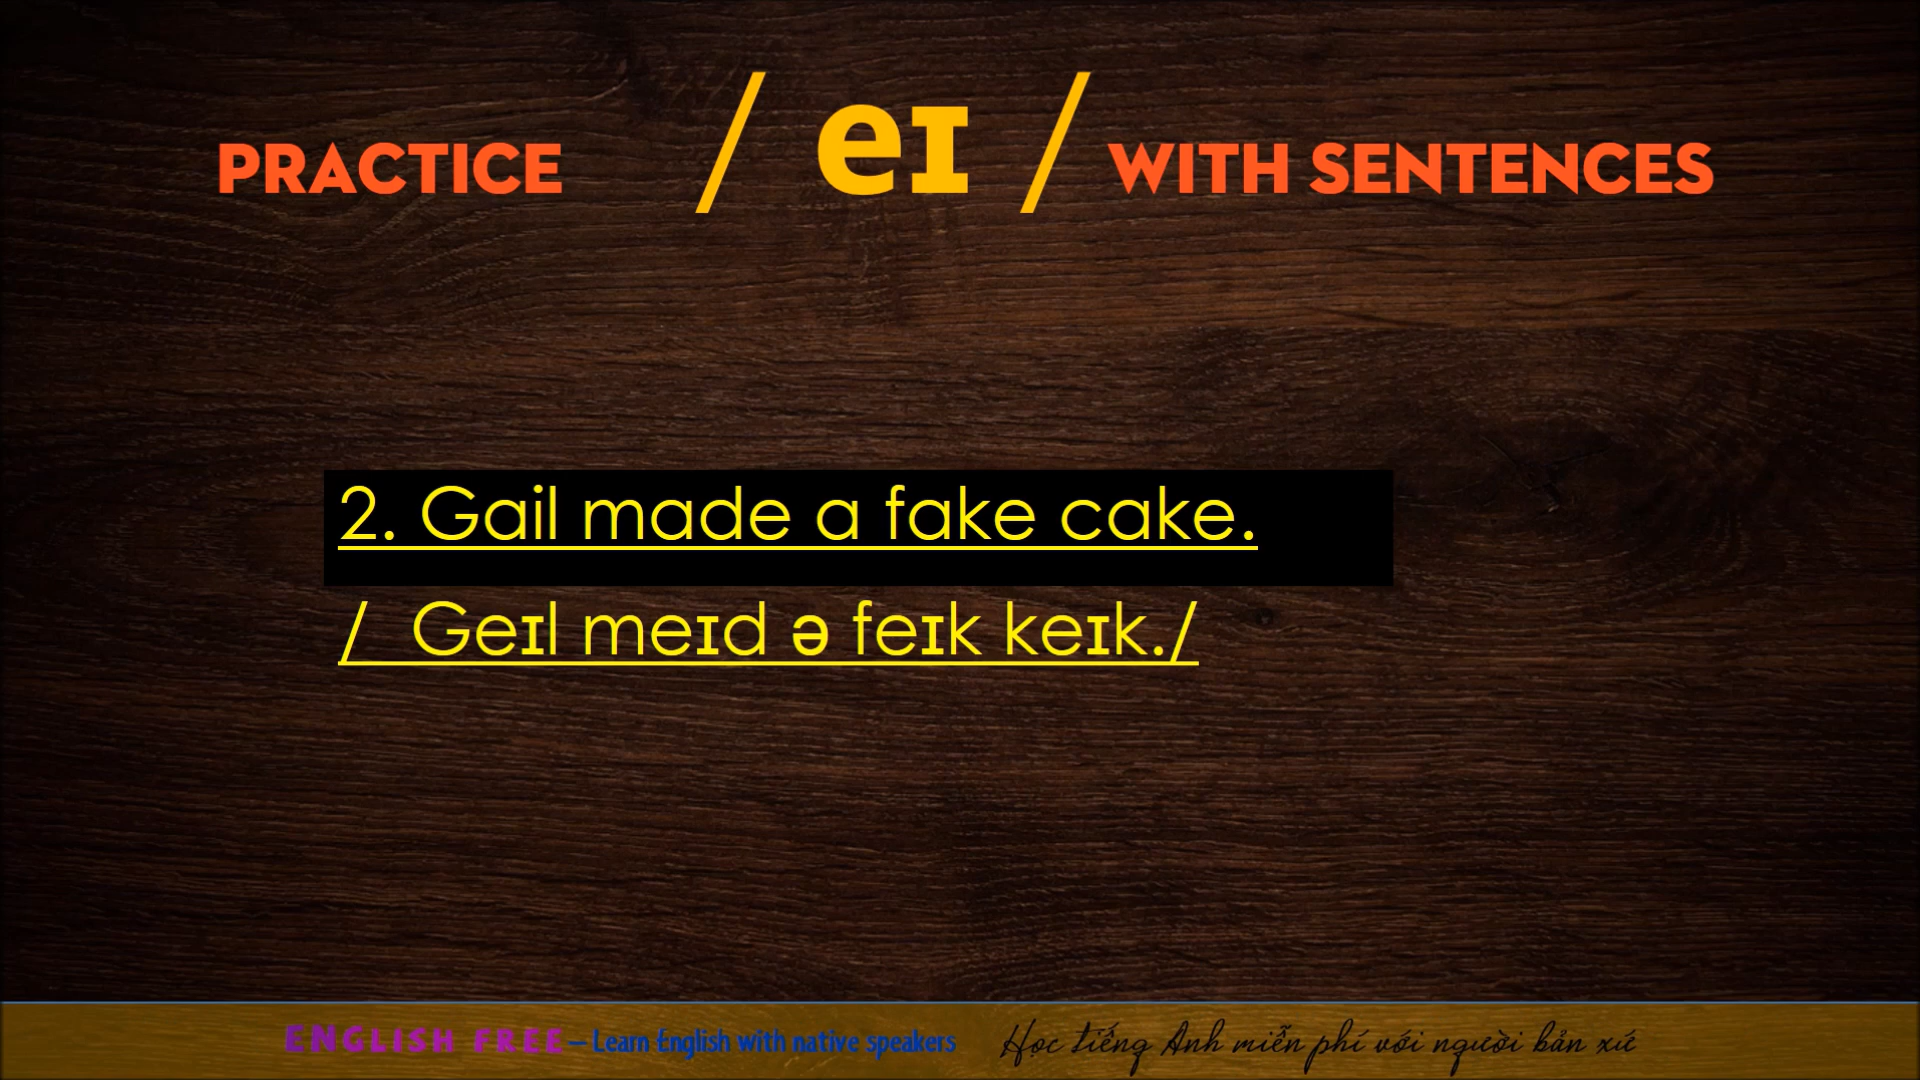 PRACTICE / eɪ / WITH SENTENCES
2. Gail made a fake cake.
/ Geɪl meɪd ə feɪk keɪk./
ENGLISH FREE – Learn English with native speakers Học tiếng Anh miễn phí với người bản xứ